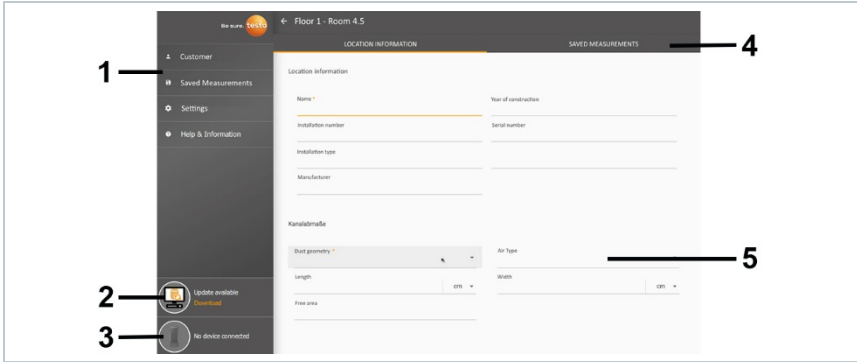 Be sure. testo
← Floor 1 - Room 4.5
LOCATION INFORMATION
SAVED MEASUREMENTS
4
1
Customer
Saved Measurements
Settings
Help & Information
Location information
Name *
Year of construction
Installation number
Serial number
Installation type
Manufacturer
Kanalabmaße
Duct geometry *
Air Type
5
Length
cm
Width
cm
Free area
2
Update available
Download
3
No device connected